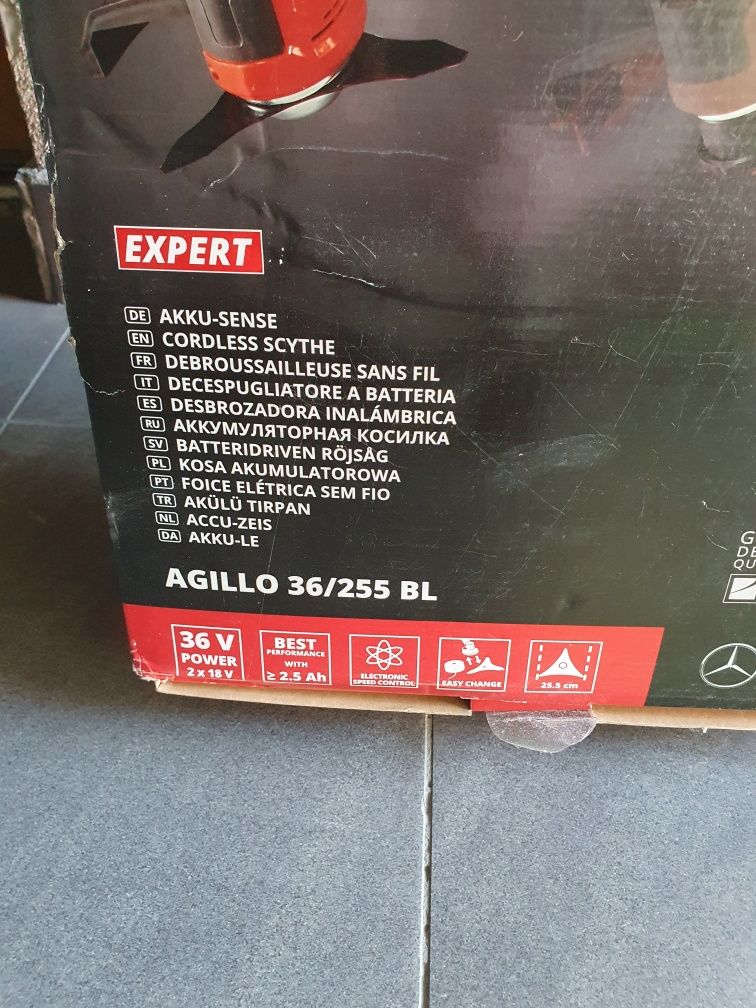 EXPERT
DE AKKU-SENSE
EN CORDLESS SCYTHE
FR DEBROUSSAILLEUSE SANS FIL
IT DECESPUGLIATORE A BATTERIA
ES DESBROZADORA INALÁMBRICA
RU АККУМУЛЯТОРНАЯ КОСИЛКА
SV BATTERIDRIVEN RÖJSÅG
PL KOSA AKUMULATOROWA
PT FOICE ELÉTRICA SEM FIO
TR AKÜLÜ TIRPAN
NL ACCU-ZEIS
DA AKKU-LE
AGILLO 36/255 BL
36 V
POWER
2 x 18 V
BEST
PERFORMANCE
WITH
≥ 2.5 Ah
ELECTRONIC
SPEED CONTROL
EASY CHANGE
25.5 cm